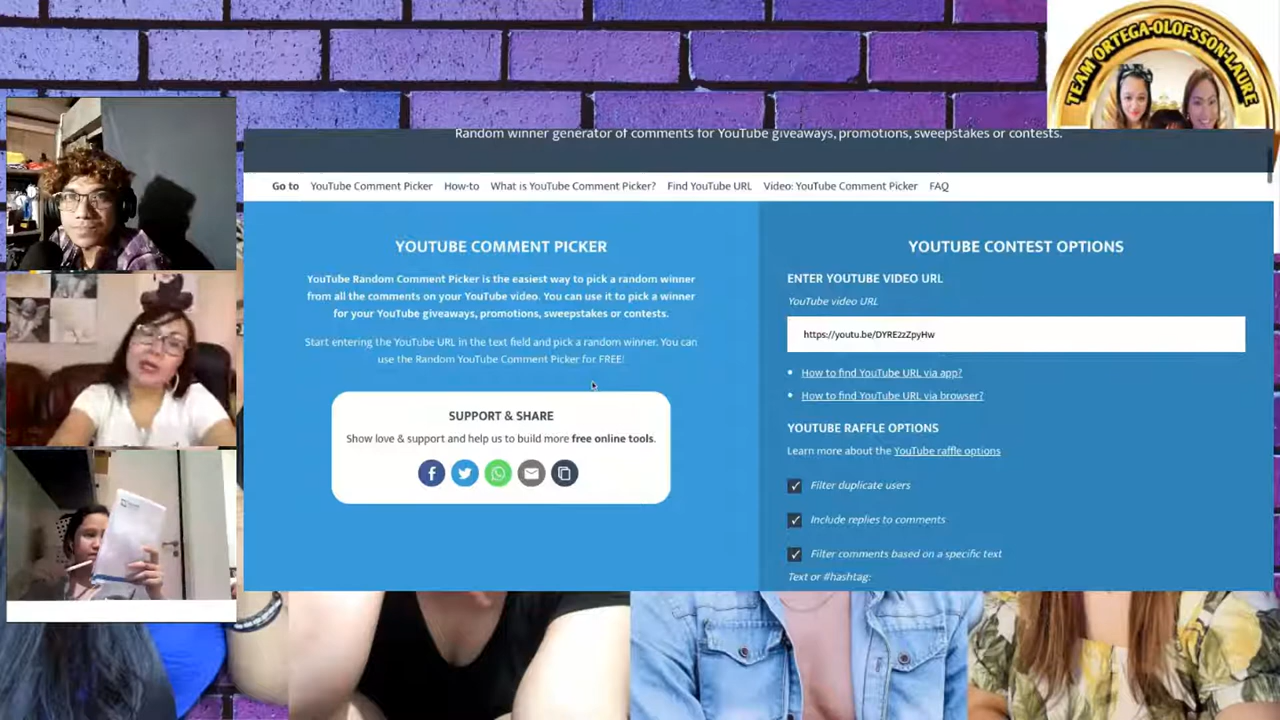 TEAM ORTEGA-OLOFSSON-LAURE
Random winner generator of comments for YouTube giveaways, promotions, sweepstakes or contests.
Go to YouTube Comment Picker How-to What is YouTube Comment Picker? Find YouTube URL Video: YouTube Comment Picker FAQ
YOUTUBE COMMENT PICKER
YouTube Random Comment Picker is the easiest way to pick a random winner
from all the comments on your YouTube video. You can use it to pick a winner
for your YouTube giveaways, promotions, sweepstakes or contests.
Start entering the YouTube URL in the text field and pick a random winner. You can
use the Random YouTube Comment Picker for FREE!
SUPPORT & SHARE
Show love & support and help us to build more free online tools.
YOUTUBE CONTEST OPTIONS
ENTER YOUTUBE VIDEO URL
YouTube video URL
https://youtu.be/DYRE2zZpyHw
How to find YouTube URL via app?
How to find YouTube URL via browser?
YOUTUBE RAFFLE OPTIONS
Learn more about the YouTube raffle options
Filter duplicate users
Include replies to comments
Filter comments based on a specific text
Text or #hashtag: